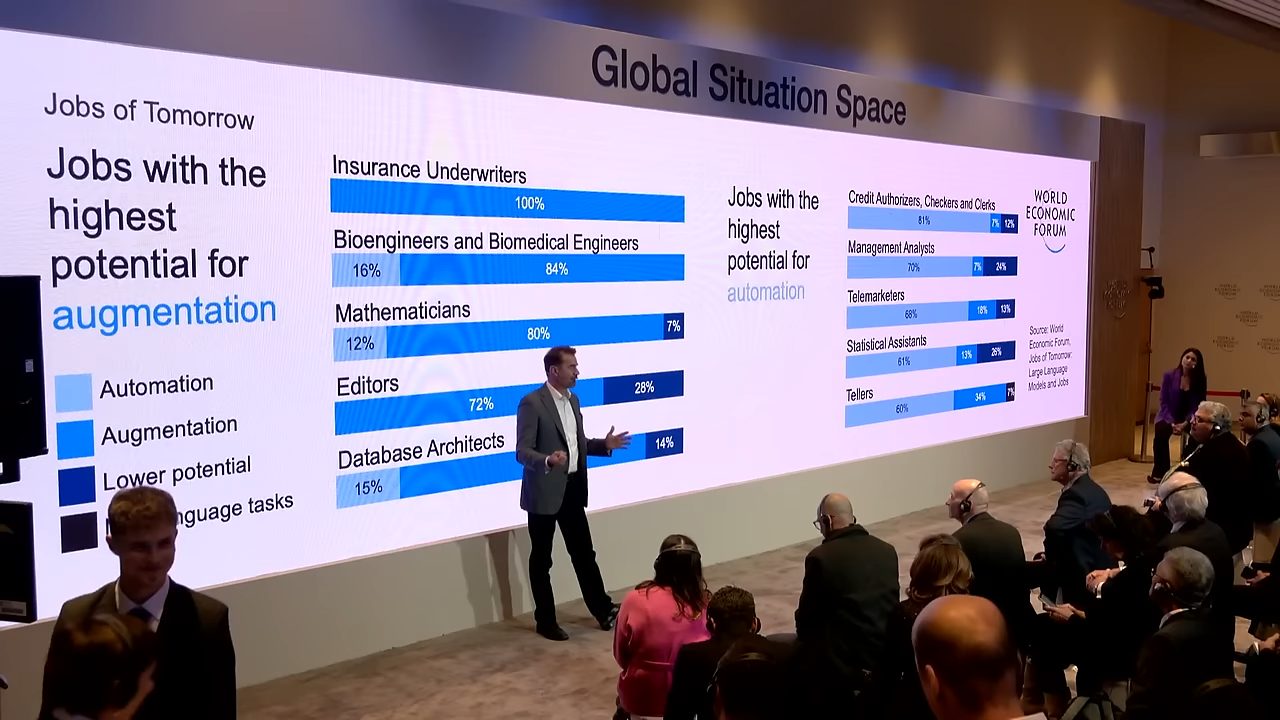 Global Situation Space
Jobs of Tomorrow
Jobs with the
highest
potential for
augmentation
Automation
Augmentation
Lower potential
nguage tasks
Insurance Underwriters
100%
Bioengineers and Biomedical Engineers
16% 84%
Mathematicians
12% 80% 7%
Editors
72% 28%
Database Architects
15% 14%
Jobs with the
highest
potential for
automation
Credit Authorizers, Checkers and Clerks
81% 7% 12%
Management Analysts
70% 7% 24%
Telemarketers
68% 18% 13%
Statistical Assistants
61% 13% 26%
Tellers
60% 34% 7%
WORLD
ECONOMIC
FORUM
Source: World
Economic Forum,
Jobs of Tomorrow:
Large Language
Models and Jobs